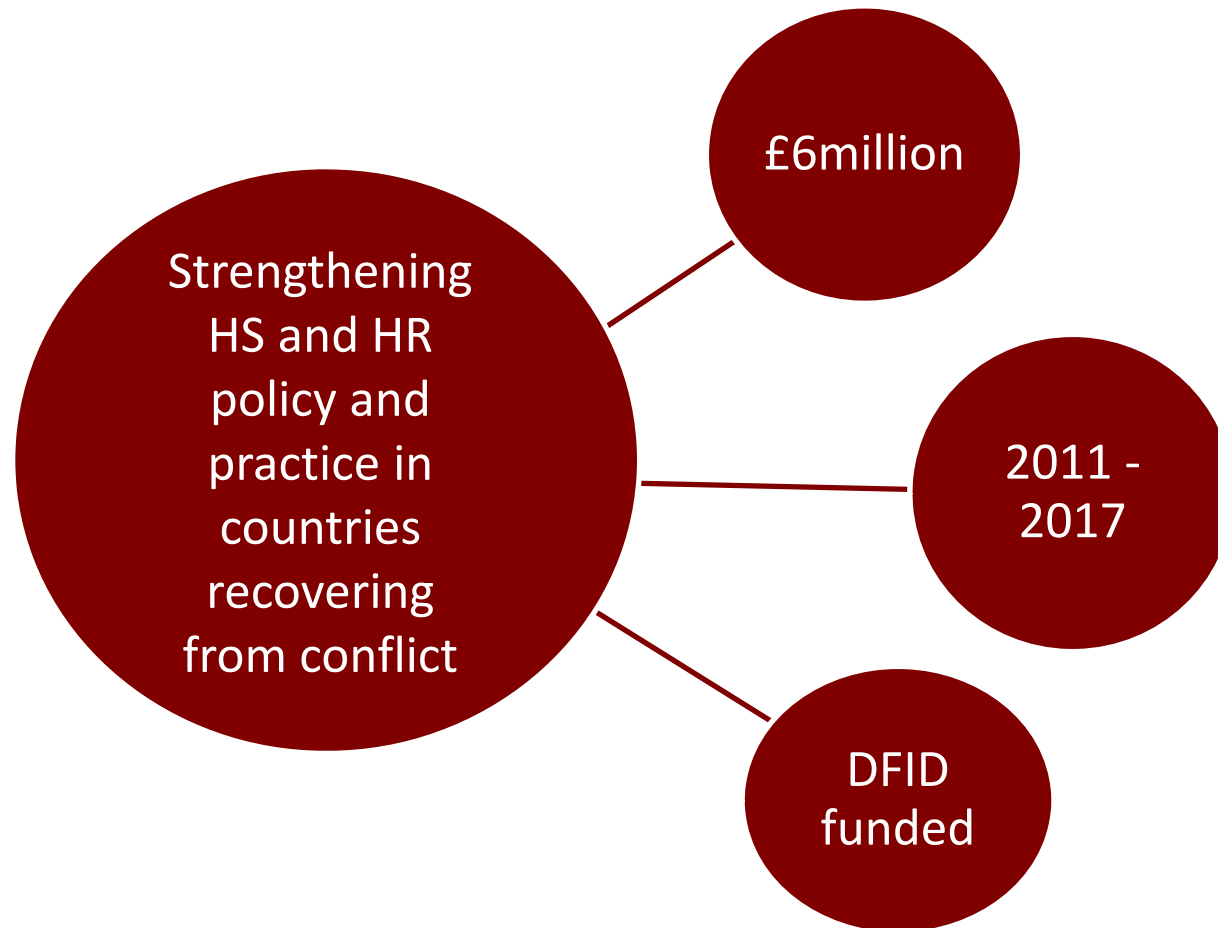 Strengthening
HS and HR
policy and
practice in
countries
recovering
from conflict
£6million
2011 -
2017
DFID
funded